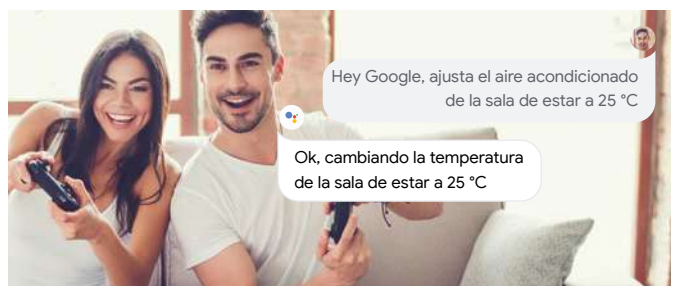 Hey Google, ajusta el aire acondicionado
de la sala de estar a 25 °C
Ok, cambiando la temperatura
de la sala de estar a 25 °C